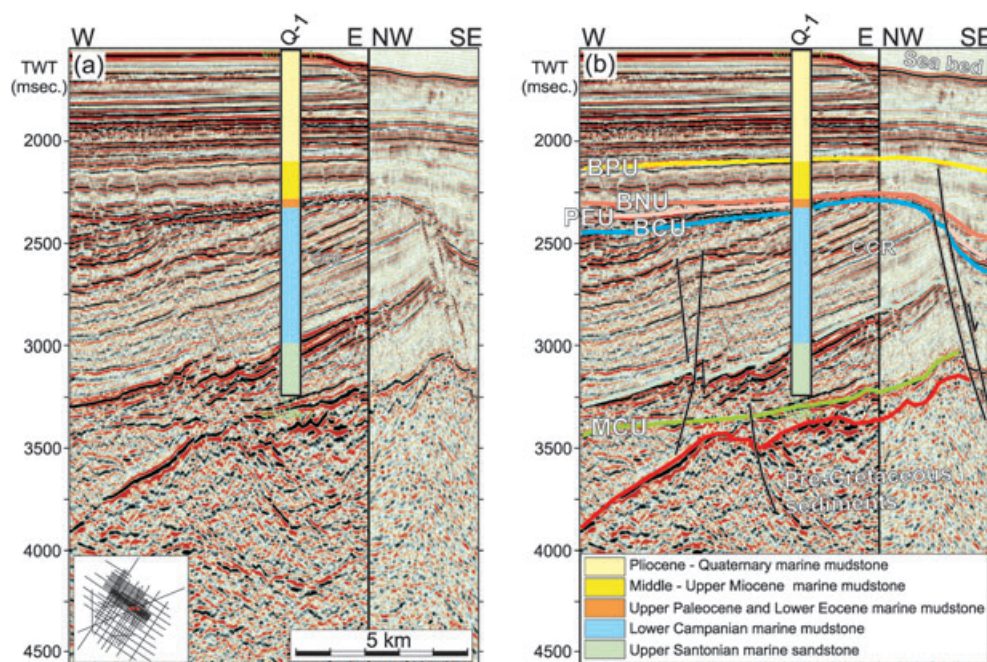 W Q-1 E NW SE
TWT
(msec.)
(a)
2000
2500
3000
3500
4000
4500
5 km
W Q-1 E NW SE
TWT
(msec.)
(b)
Sea bed
2000
BPU
BNU
PEU
BCU
2500
CCR
3000
MCU
3500
Pre-Cretaceous
Sediments
4000
4500
Pliocene - Quaternary marine mudstone
Middle - Upper Miocene marine mudstone
Upper Paleocene and Lower Eocene marine mudstone
Lower Campanian marine mudstone
Upper Santonian marine sandstone